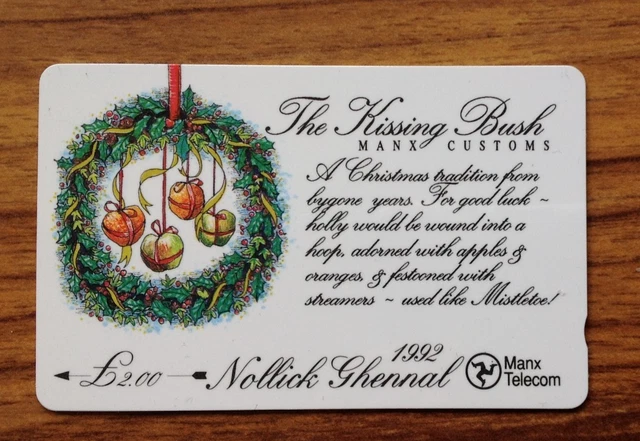 The Kissing Bush
MANX CUSTOMS
A Christmas tradition from
bygone years. For good luck ~
holly would be wound into a
hoop, adorned with apples &
oranges, & festooned with
streamers ~ used like Mistletoe!
£2.00
1992
Nollick Ghennal
Manx
Telecom